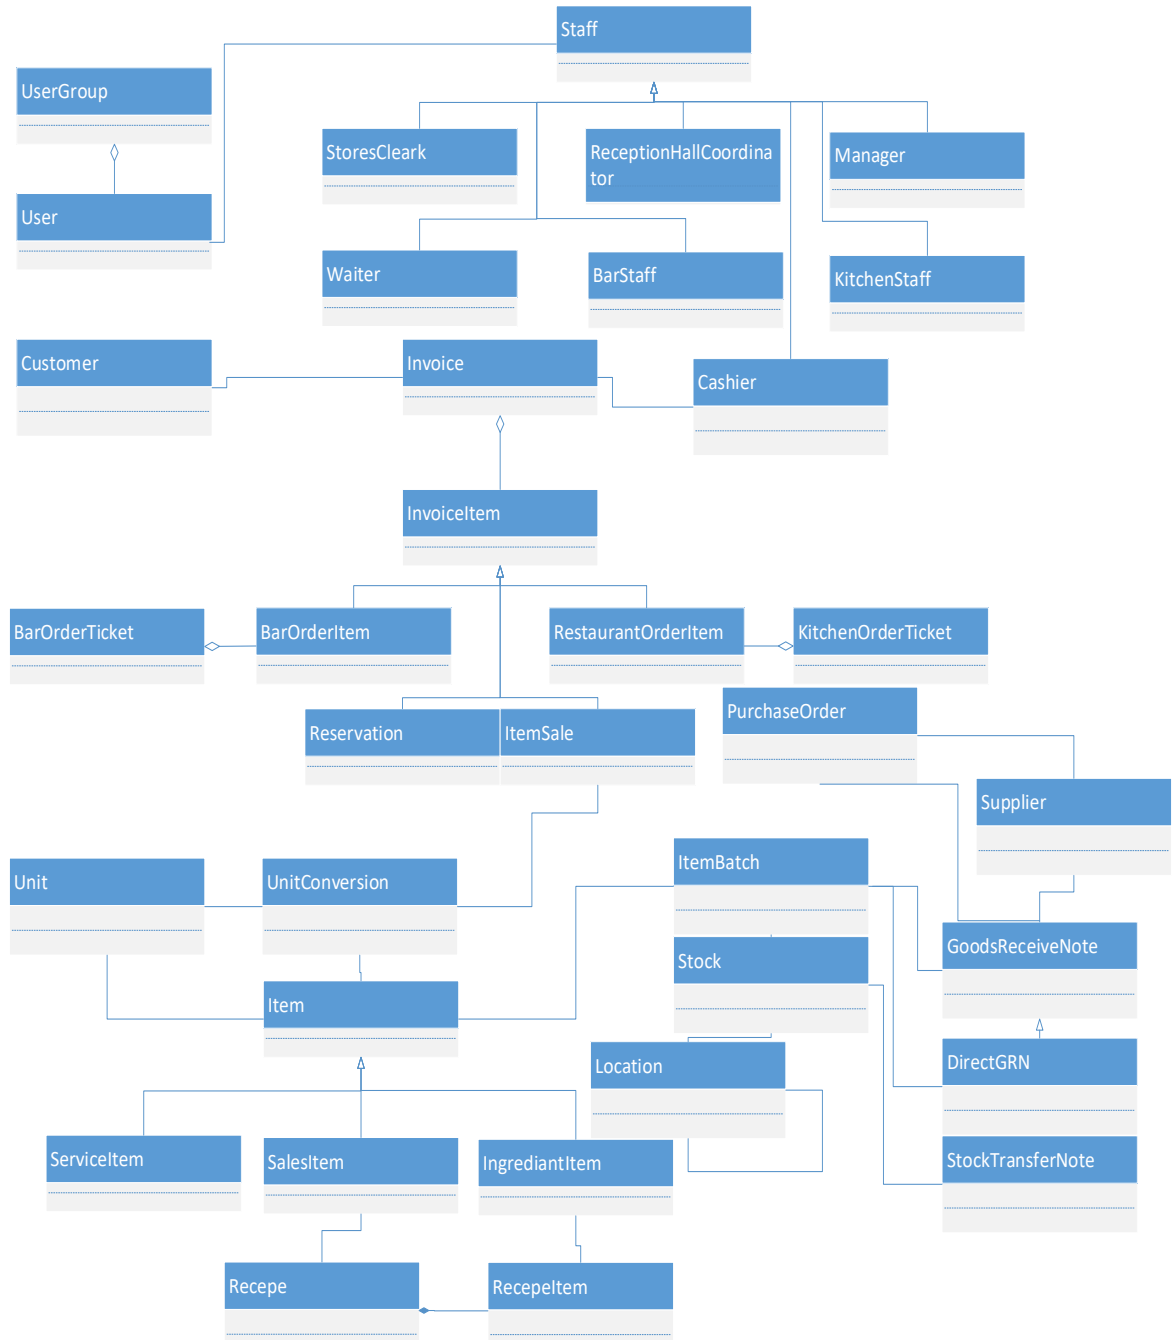 Staff
UserGroup
StoresCleark
ReceptionHallCoordina
tor
Manager
User
Waiter
BarStaff
KitchenStaff
Customer
Invoice
Cashier
InvoiceItem
BarOrderTicket
BarOrderItem
RestaurantOrderItem
KitchenOrderTicket
Reservation
ItemSale
PurchaseOrder
Supplier
Unit
UnitConversion
ItemBatch
Stock
GoodsReceiveNote
Item
Location
DirectGRN
ServiceItem
SalesItem
IngrediantItem
StockTransferNote
Recepe
RecepeItem